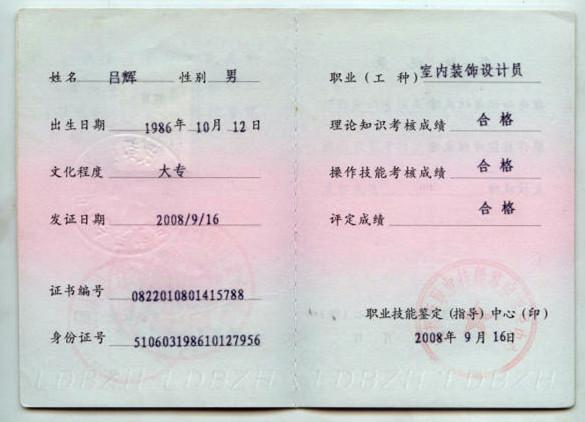 姓名 吕辉 性别 男
出生日期 1986年 10月 12日
文化程度 大专
发证日期 2008/9/16
证书编号 0822010801415788
身份证号 510603198610127956
职业（工 种）室内装饰设计员
理论知识考核成绩 合格
操作技能考核成绩 合格
评定成绩 合格
职业技能鉴定（指导）中心（印）
2008年 9月 16日
LDBZH LDBZH LDBZH